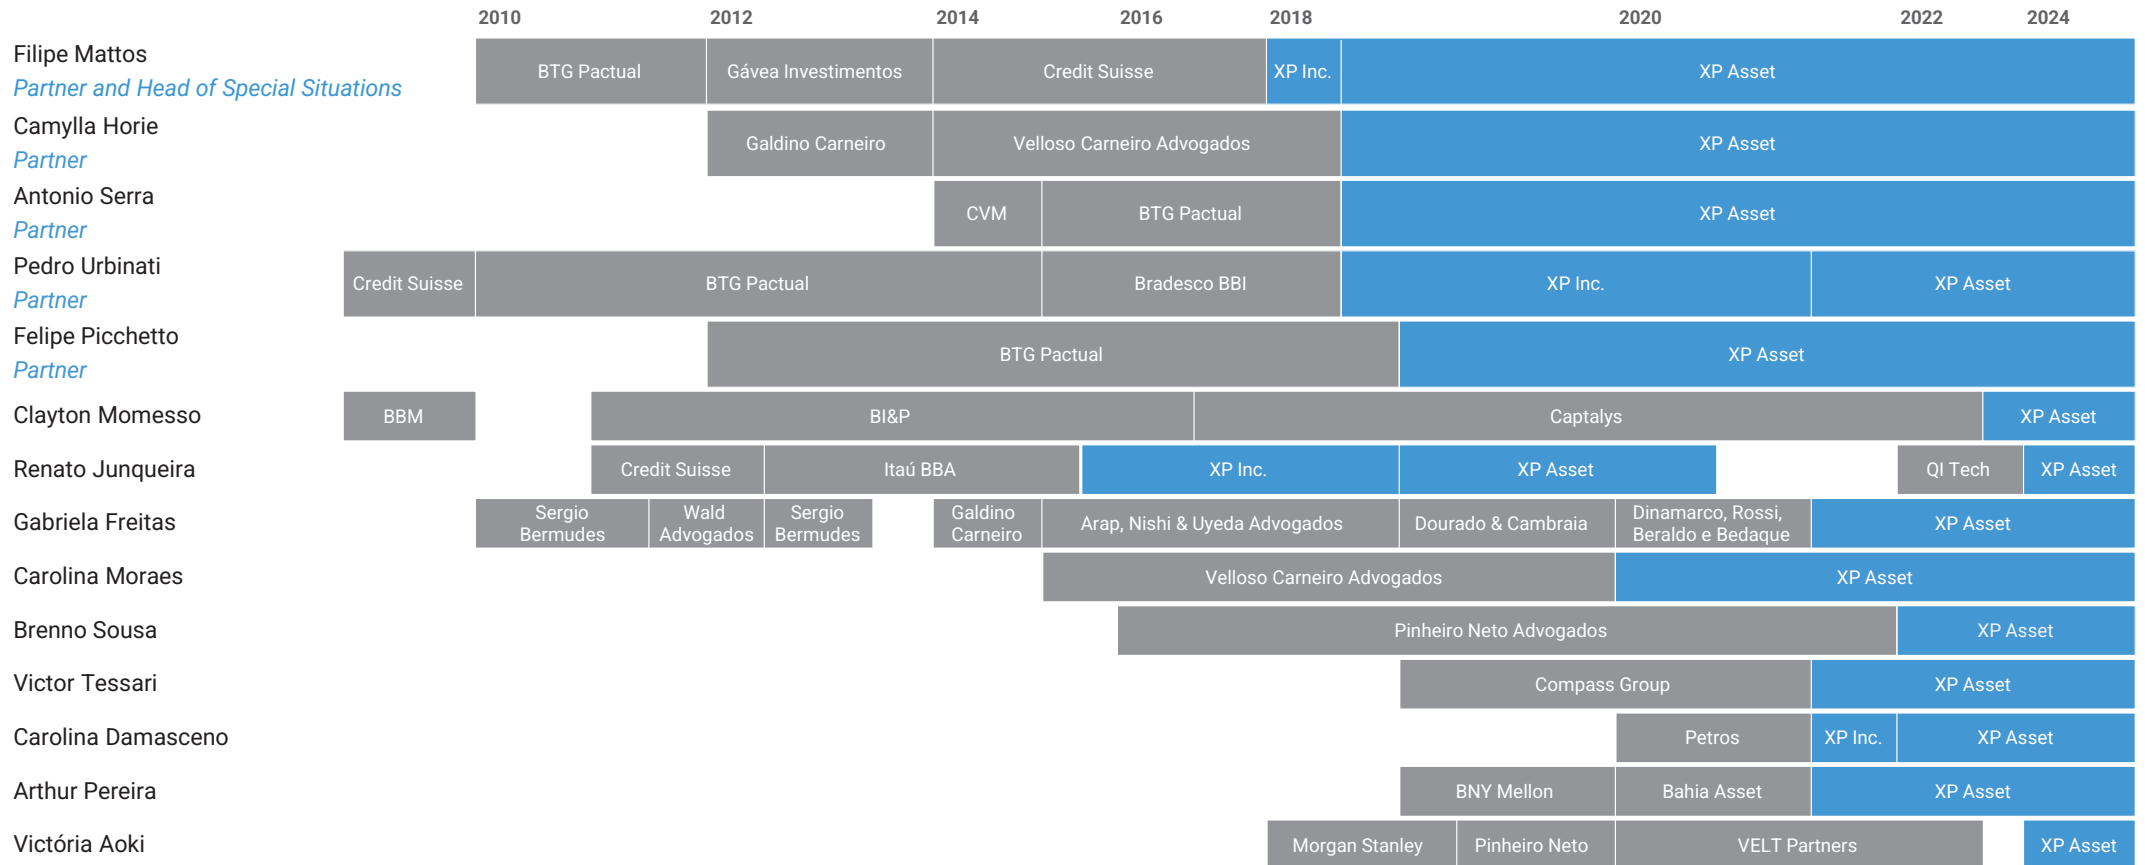 2010 2012 2014 2016 2018 2020 2022 2024
Filipe Mattos
Partner and Head of Special Situations
BTG Pactual Gávea Investimentos Credit Suisse XP Inc. XP Asset
Camylla Horie
Partner
Galdino Carneiro Velloso Carneiro Advogados XP Asset
Antonio Serra
Partner
CVM BTG Pactual XP Asset
Pedro Urbinati
Partner
Credit Suisse BTG Pactual Bradesco BBI XP Inc. XP Asset
Felipe Picchetto
Partner
BTG Pactual XP Asset
Clayton Momesso BBM BI&P Captalys XP Asset
Renato Junqueira Credit Suisse Itaú BBA XP Inc. XP Asset QI Tech XP Asset
Gabriela Freitas
Sergio
Bermudes
Wald
Advogados
Sergio
Bermudes
Galdino
Carneiro
Arap, Nishi & Uyeda Advogados
Dourado & Cambraia
Dinamarco, Rossi,
Beraldo e Bedaque
XP Asset
Carolina Moraes Velloso Carneiro Advogados XP Asset
Brenno Sousa Pinheiro Neto Advogados XP Asset
Victor Tessari Compass Group XP Asset
Carolina Damasceno Petros XP Inc. XP Asset
Arthur Pereira BNY Mellon Bahia Asset XP Asset
Victória Aoki Morgan Stanley Pinheiro Neto VELT Partners XP Asset